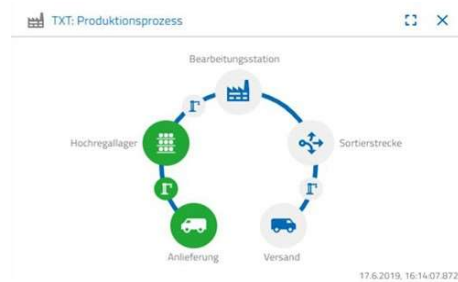 TXT: Produktionsprozess
Bearbeitungsstation
Hochregallager
Sortierstrecke
Anlieferung
Versand
17.6.2019, 16:14:07.872